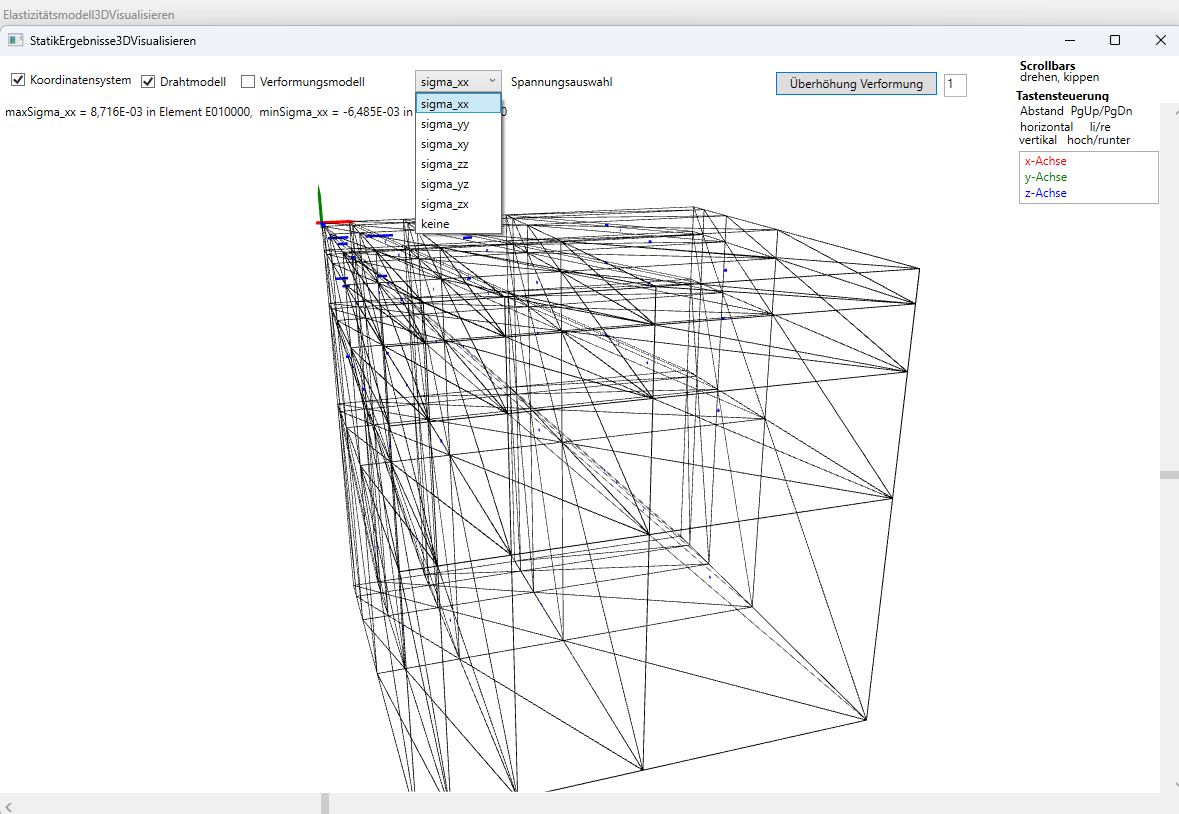 Elastizitätsmodell3DVisualisieren
StatikErgebnisse3DVisualisieren
Koordinatensystem Drahtmodell Verformungsmodell sigma_xx Spannungsauswahl Überhöhung Verformung 1
maxSigma_xx = 8,716E-03 in Element E010000, minSigma_xx = -6,485E-03 in 0
sigma_xx
sigma_yy
sigma_xy
sigma_zz
sigma_yz
sigma_zx
keine
Scrollbars
drehen, kippen
Tastensteuerung
Abstand PgUp/PgDn
horizontal li/re
vertikal hoch/runter
x-Achse
y-Achse
z-Achse